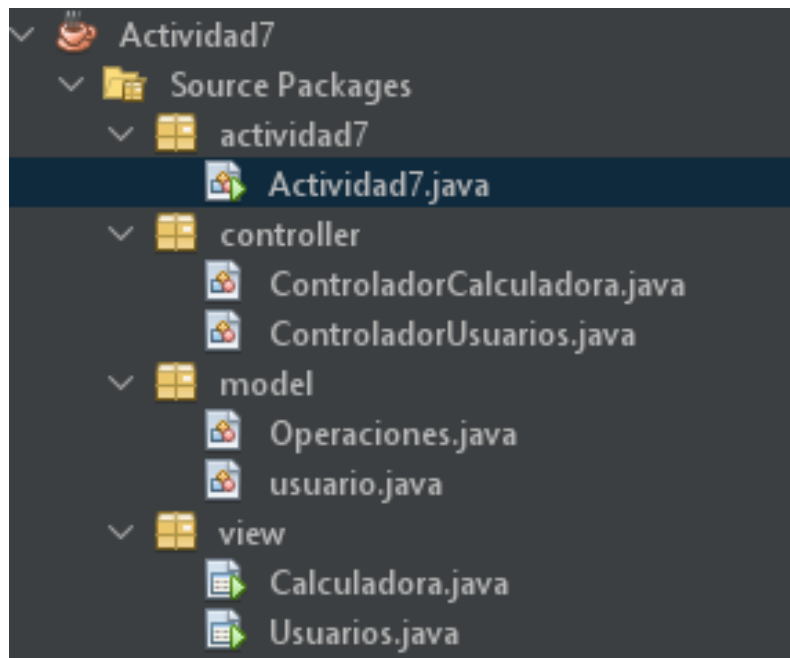 Actividad7
Source Packages
actividad7
Actividad7.java
controller
ControladorCalculadora.java
ControladorUsuarios.java
model
Operaciones.java
usuario.java
view
Calculadora.java
Usuarios.java